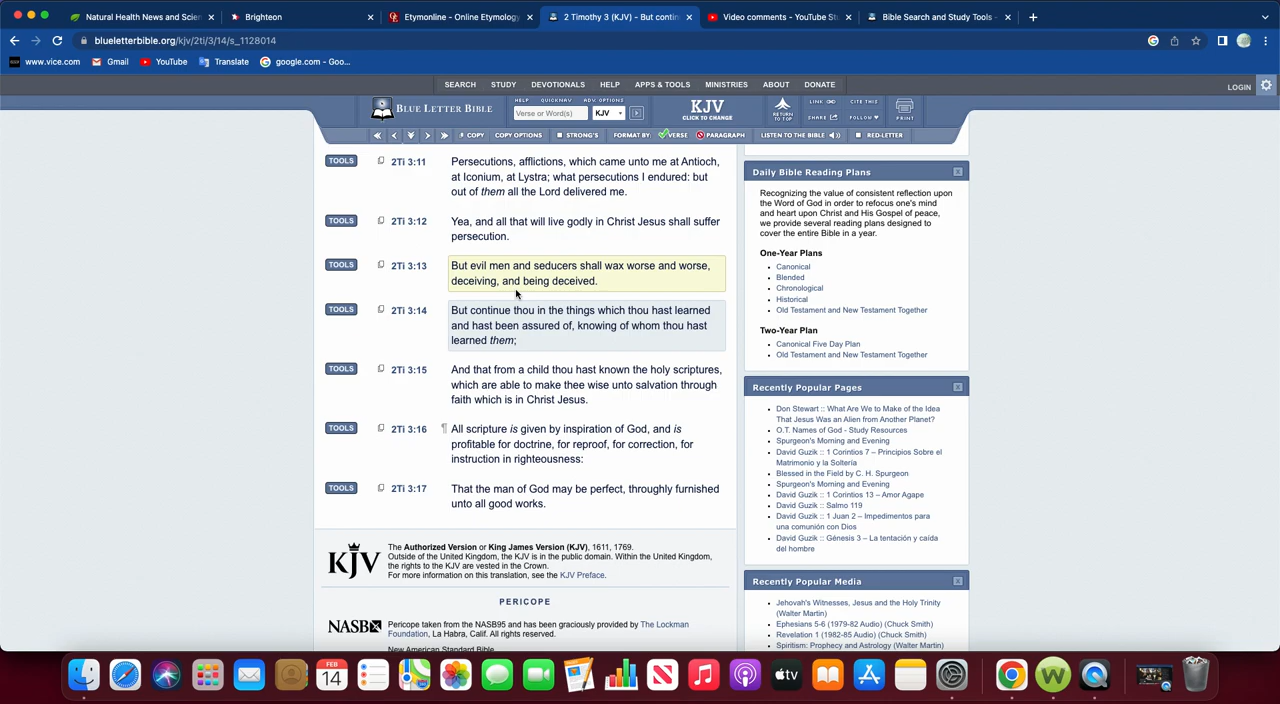 Natural Health News and Scien
Brighteon
Etymonline - Online Etymology
2 Timothy 3 (KJV) - But contin
Video comments - YouTube Stu
Bible Search and Study Tools -
blueletterbible.org/kjv/2ti/3/14/s_1128014
www.vice.com
Gmail
YouTube
Translate
google.com - Goo...
SEARCH STUDY DEVOTIONALS HELP APPS & TOOLS MINISTRIES ABOUT DONATE
LOGIN
BLUE LETTER BIBLE
HELP QUICKNAV ADV OPTIONS
Verse or Word(s)
KJV
KJV
CLICK TO CHANGE
RETURN
TO TOP
LINK
CITE THIS
SHARE
FOLLOW
PRINT
COPY COPY OPTIONS STRONG'S FORMAT BY: VERSE PARAGRAPH LISTEN TO THE BIBLE RED-LETTER
TOOLS 2Ti 3:11 Persecutions, afflictions, which came unto me at Antioch,
at Iconium, at Lystra; what persecutions I endured: but
out of them all the Lord delivered me.
TOOLS 2Ti 3:12 Yea, and all that will live godly in Christ Jesus shall suffer
persecution.
TOOLS 2Ti 3:13 But evil men and seducers shall wax worse and worse,
deceiving, and being deceived.
TOOLS 2Ti 3:14 But continue thou in the things which thou hast learned
and hast been assured of, knowing of whom thou hast
learned them;
TOOLS 2Ti 3:15 And that from a child thou hast known the holy scriptures,
which are able to make thee wise unto salvation through
faith which is in Christ Jesus.
TOOLS 2Ti 3:16 ¶ All scripture is given by inspiration of God, and is
profitable for doctrine, for reproof, for correction, for
instruction in righteousness:
TOOLS 2Ti 3:17 That the man of God may be perfect, throughly furnished
unto all good works.
KJV
The Authorized Version or King James Version (KJV), 1611, 1769.
Outside of the United Kingdom, the KJV is in the public domain. Within the United Kingdom,
the rights to the KJV are vested in the Crown.
For more information on this translation, see the KJV Preface.
PERICOPE
NASB
Pericope taken from the NASB95 and has been graciously provided by The Lockman
Foundation, La Habra, Calif. All rights reserved.
New American Standard Bible
Daily Bible Reading Plans
Recognizing the value of consistent reflection upon
the Word of God in order to refocus one's mind
and heart upon Christ and His Gospel of peace,
we provide several reading plans designed to
cover the entire Bible in a year.
One-Year Plans
Canonical
Blended
Chronological
Historical
Old Testament and New Testament Together
Two-Year Plan
Canonical Five Day Plan
Old Testament and New Testament Together
Recently Popular Pages
Don Stewart :: What Are We to Make of the Idea
That Jesus Was an Alien from Another Planet?
O.T. Names of God - Study Resources
Spurgeon's Morning and Evening
David Guzik :: 1 Corintios 7 – Principios Sobre el
Matrimonio y la Soltería
Blessed in the Field by C. H. Spurgeon
Spurgeon's Morning and Evening
David Guzik :: 1 Corintios 13 – Amor Agape
David Guzik :: Salmo 119
David Guzik :: 1 Juan 2 – Impedimentos para
una comunión con Dios
David Guzik :: Génesis 3 – La tentación y caída
del hombre
Recently Popular Media
Jehovah's Witnesses, Jesus and the Holy Trinity
(Walter Martin)
Ephesians 5-6 (1979-82 Audio) (Chuck Smith)
Revelation 1 (1982-85 Audio) (Chuck Smith)
Spiritism: Prophecy and Astrology (Walter Martin)
FEB
14
tv